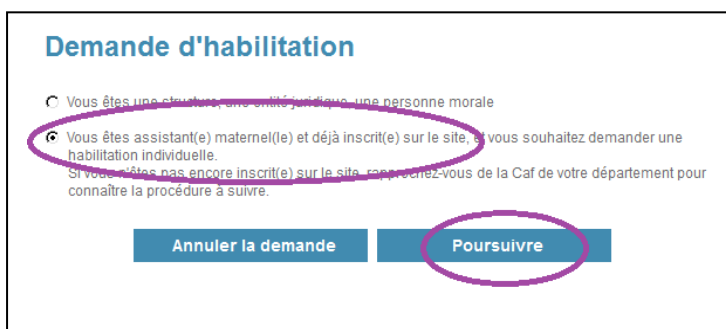 Demande d'habilitation
Vous êtes une structure, une entité juridique, une personne morale
Vous êtes assistant(e) maternel(le) et déjà inscrit(e) sur le site, et vous souhaitez demander une
habilitation individuelle.
Si vous n'êtes pas encore inscrit(e) sur le site, rapprochez-vous de la Caf de votre département pour
connaître la procédure à suivre.
Annuler la demande
Poursuivre